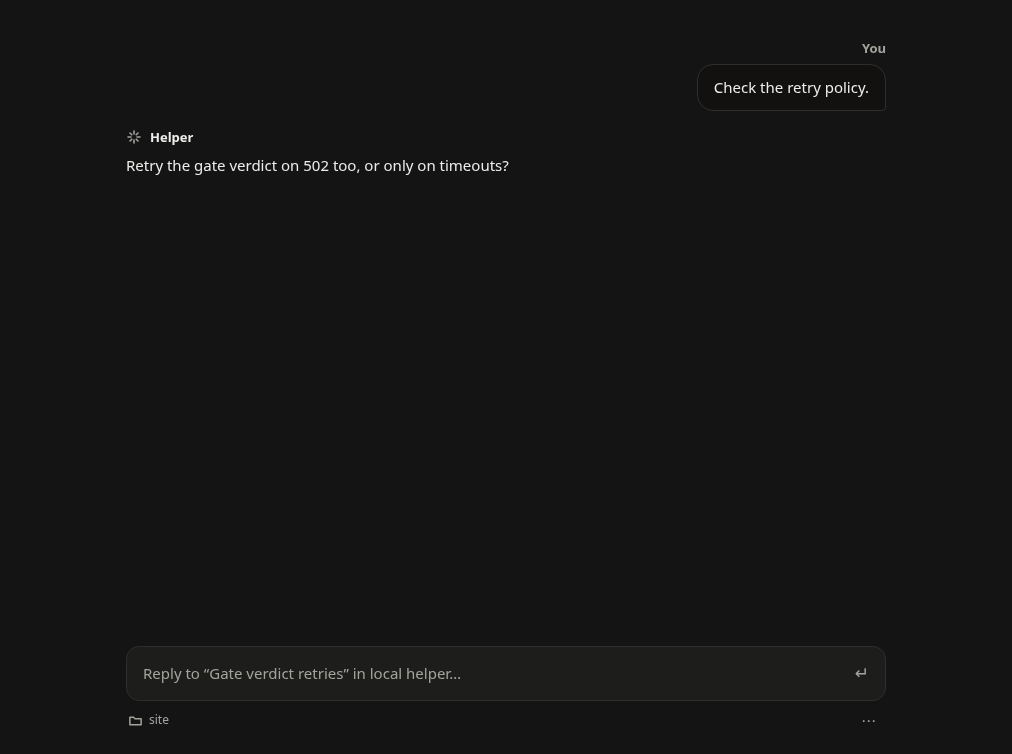 You
Check the retry policy.
Helper
Retry the gate verdict on 502 too, or only on timeouts?
Reply to “Gate verdict retries” in local helper...
site